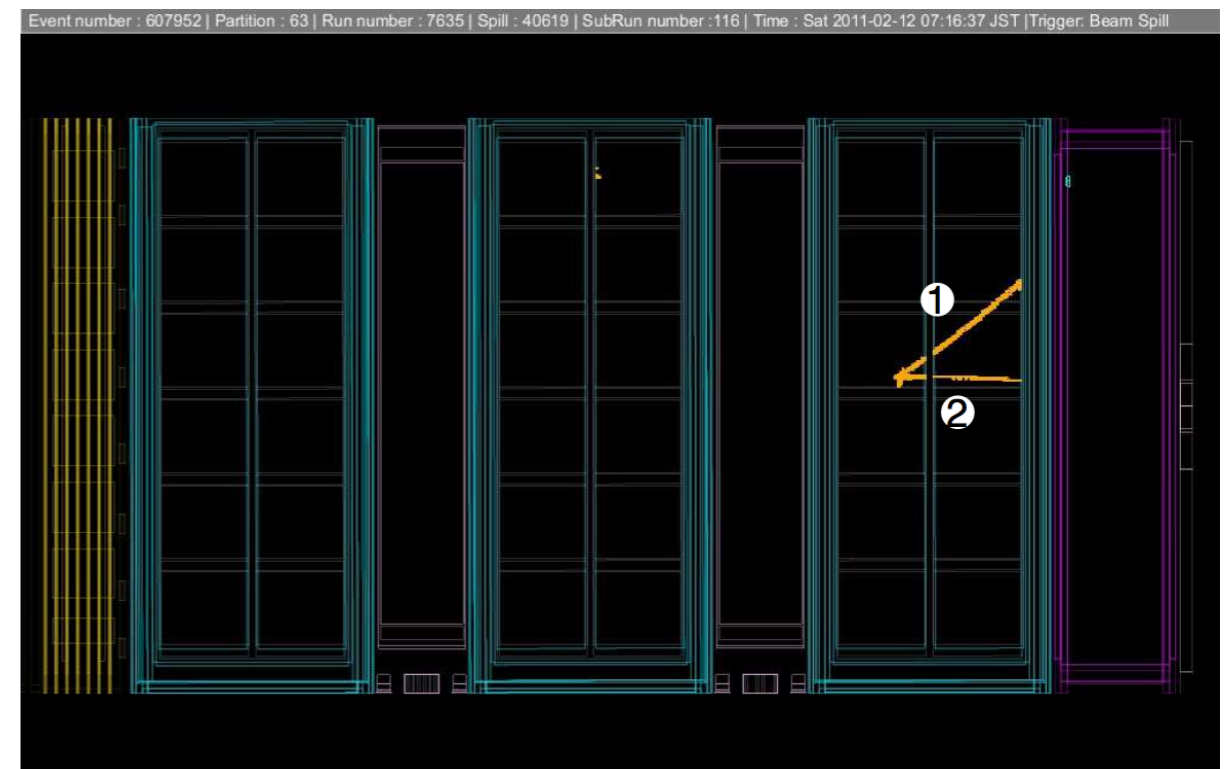 Event number : 607952 | Partition : 63 | Run number : 7635 | Spill : 40619 | SubRun number :116 | Time : Sat 2011-02-12 07:16:37 JST |Trigger: Beam Spill
1
2